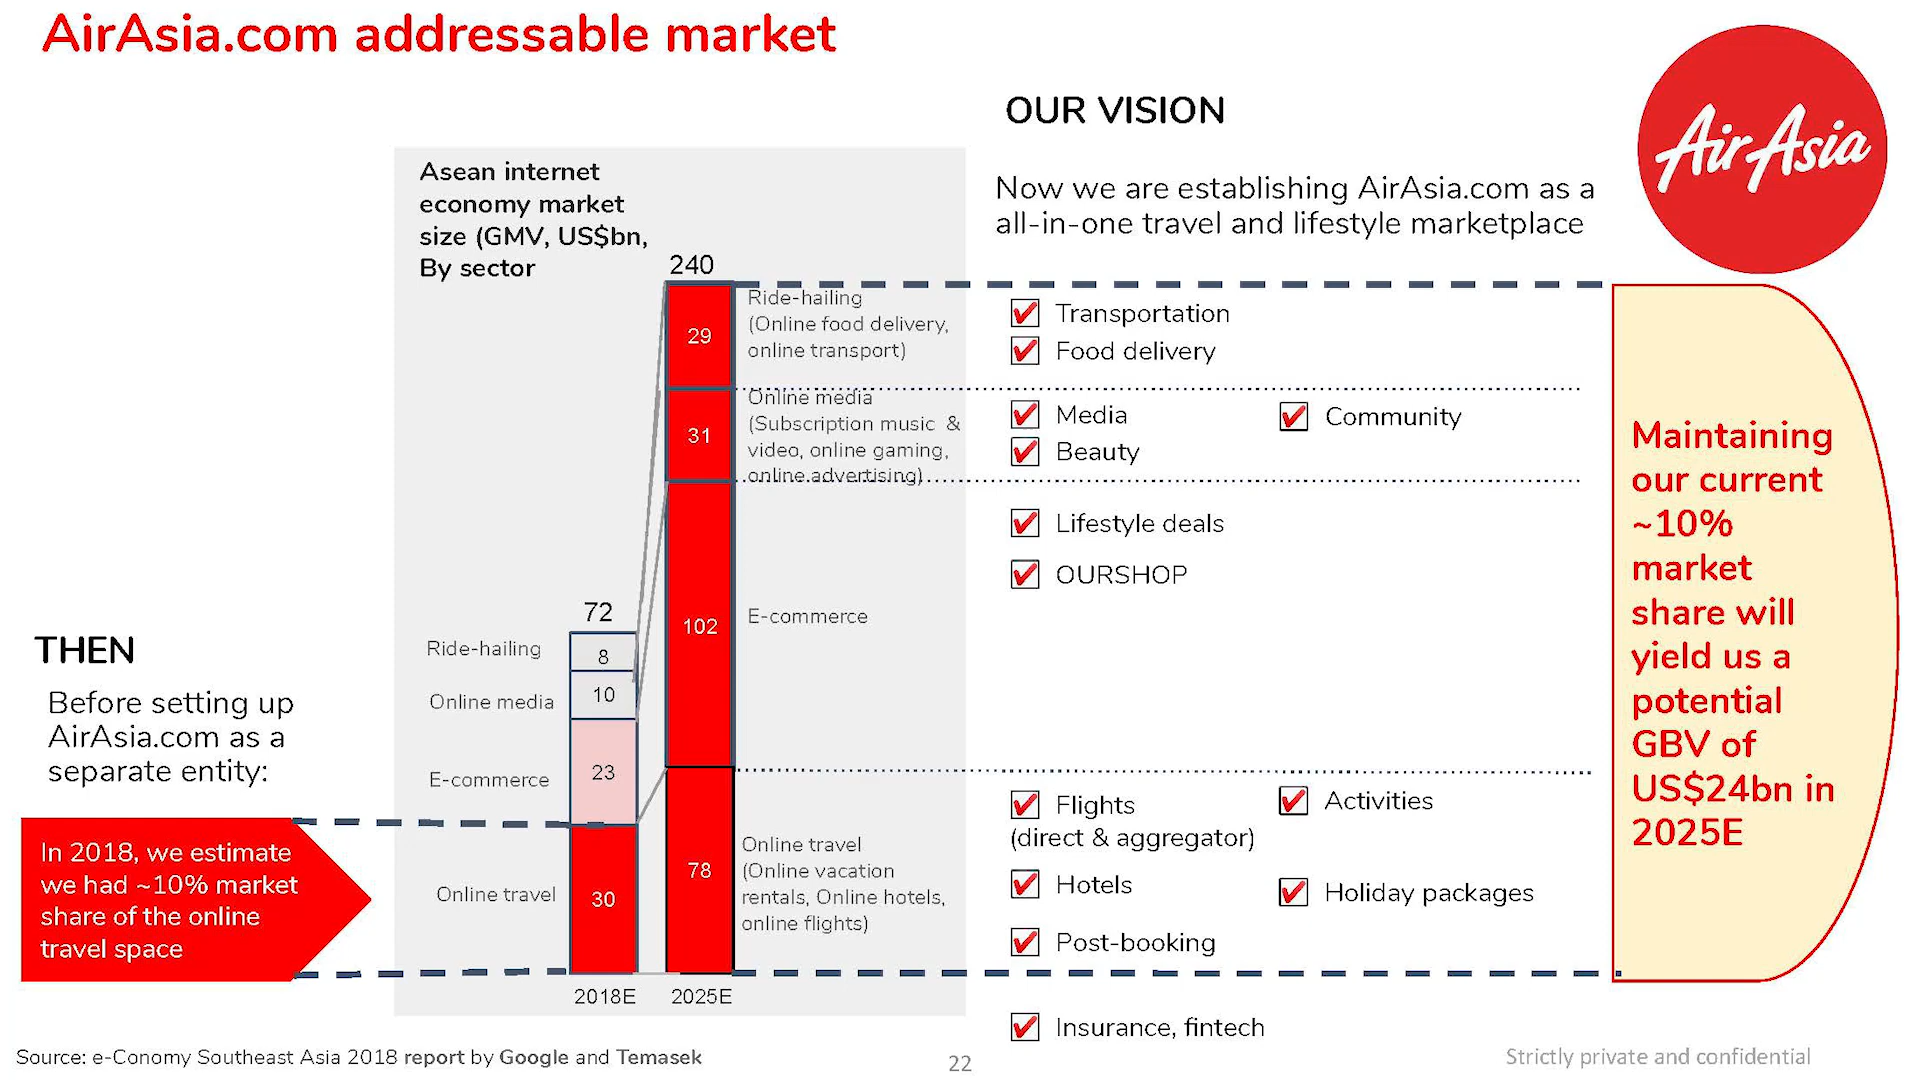 AirAsia.com addressable market
AirAsia
OUR VISION
Now we are establishing AirAsia.com as a
all-in-one travel and lifestyle marketplace
Asean internet
economy market
size (GMV, US$bn,
By sector
240
29
31
102
78
Ride-hailing
(Online food delivery,
online transport)
Online media
(Subscription music &
video, online gaming,
online advertising)
E-commerce
Online travel
(Online vacation
rentals, Online hotels,
online flights)
72
Ride-hailing
8
Online media
10
E-commerce
23
Online travel
30
2018E
2025E
THEN
Before setting up
AirAsia.com as a
separate entity:
In 2018, we estimate
we had ~10% market
share of the online
travel space
Transportation
Food delivery
Media
Community
Beauty
Lifestyle deals
OURSHOP
Flights
(direct & aggregator)
Activities
Hotels
Holiday packages
Post-booking
Insurance, fintech
Maintaining
our current
~10%
market
share will
yield us a
potential
GBV of
US$24bn in
2025E
Source: e-Conomy Southeast Asia 2018 report by Google and Temasek
22
Strictly private and confidential